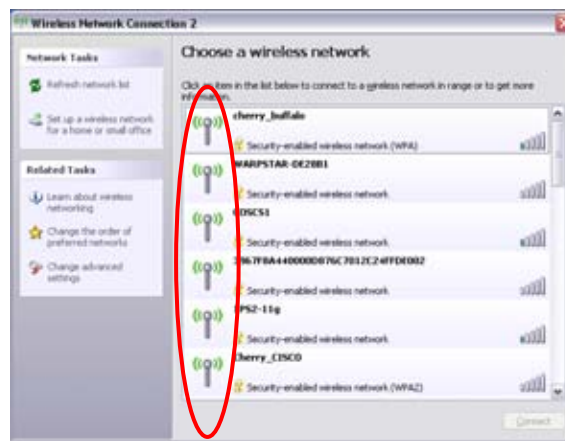 Wireless Network Connection 2
Network Tasks
Refresh network list
Set up a wireless network
for a home or small office
Related Tasks
Learn about wireless
networking
Change the order of
preferred networks
Change advanced
settings
Choose a wireless network
Click an item in the list below to connect to a wireless network in range or to get more
information.
cherry_buffalo
Security-enabled wireless network (WPA)
WARPSTAR-DE28B1
Security-enabled wireless network
Security-enabled wireless network
Security-enabled wireless network
Security-enabled wireless network
Cherry_CISCO
Security-enabled wireless network (WPA2)
Connect